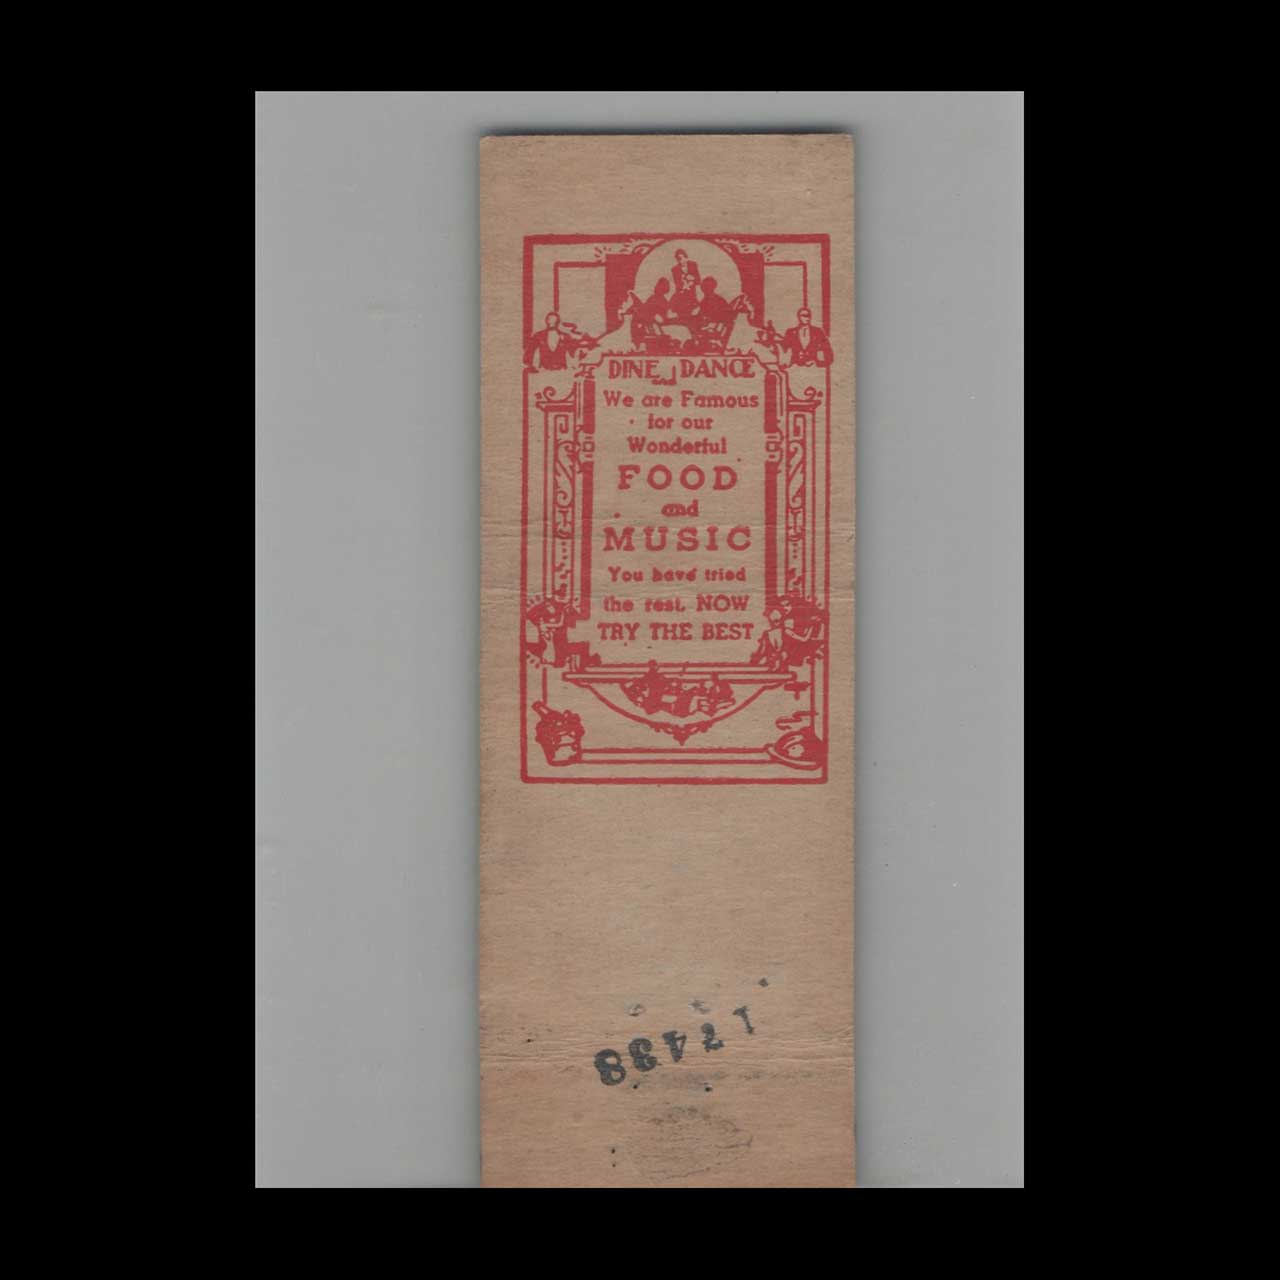 DINE and DANCE
We are Famous
for our
Wonderful
FOOD
and
MUSIC
You have tried
the rest, NOW
TRY THE BEST
17438